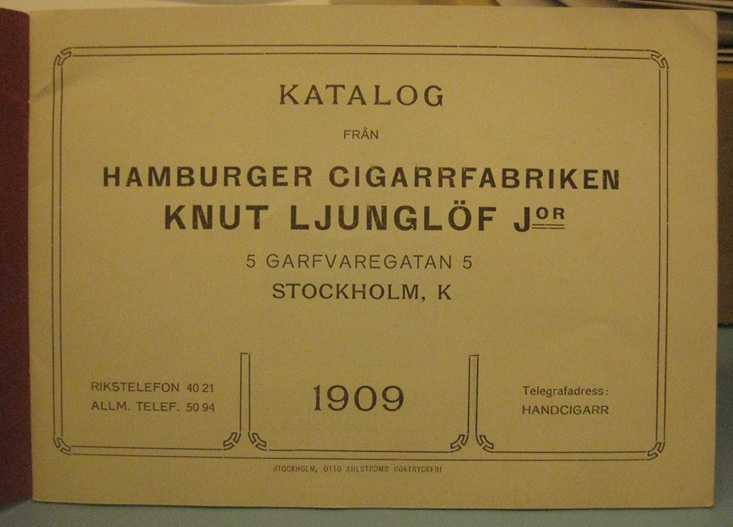 KATALOG
FRÅN
HAMBURGER CIGARRFABRIKEN
KNUT LJUNGLÖF JOR
5 GARFVAREGATAN 5
STOCKHOLM, K
RIKSTELEFON 40 21
ALLM. TELEF. 50 94
1909
Telegrafadress:
HANDCIGARR
STOCKHOLM, OTTO AHLSTRÖMS BOKTRYCKERI